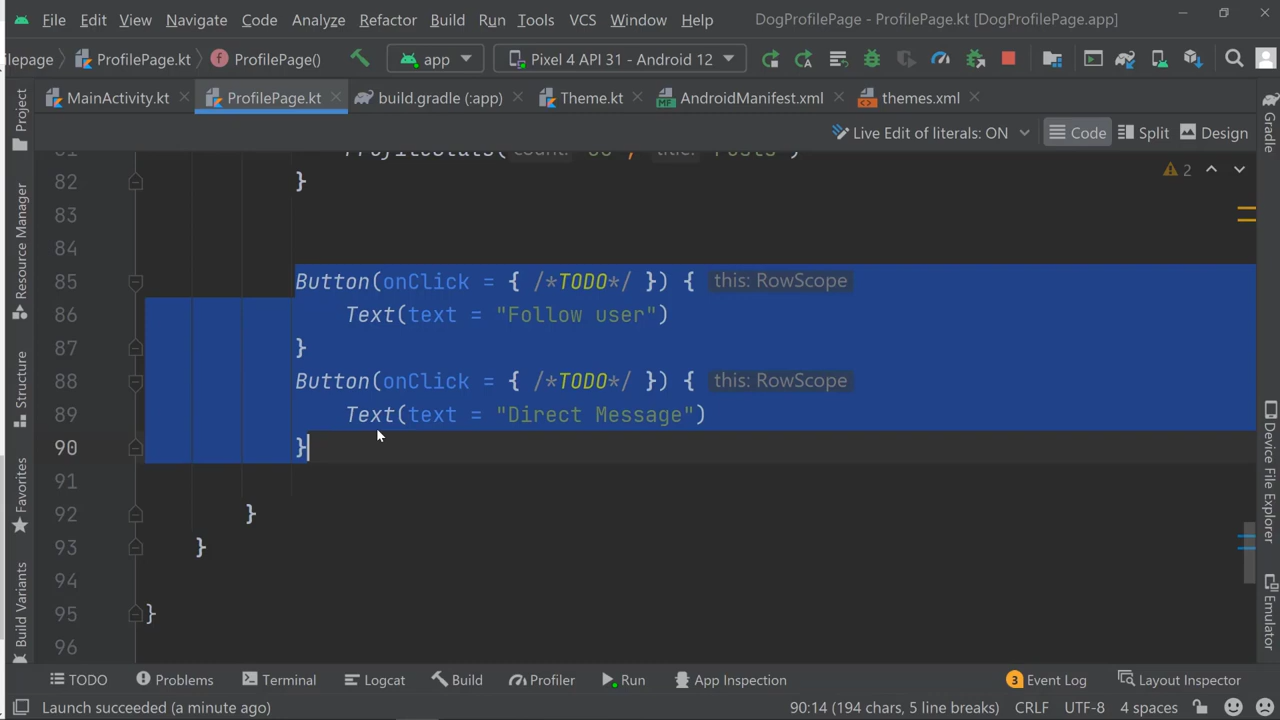 File Edit View Navigate Code Analyze Refactor Build Run Tools VCS Window Help DogProfilePage - ProfilePage.kt [DogProfilePage.app]
ilepage ProfilePage.kt ProfilePage() app Pixel 4 API 31 - Android 12
MainActivity.kt ProfilePage.kt build.gradle (:app) Theme.kt AndroidManifest.xml themes.xml
Live Edit of literals: ON Code Split Design
2
82 }
83
84
85 Button(onClick = { /*TODO*/ }) { this: RowScope
86 Text(text = "Follow user")
87 }
88 Button(onClick = { /*TODO*/ }) { this: RowScope
89 Text(text = "Direct Message")
90 }
91
92 }
93 }
94
95 }
96
Project
Resource Manager
Structure
Favorites
Build Variants
Gradle
Device File Explorer
Emulator
TODO Problems Terminal Logcat Build Profiler Run App Inspection 3 Event Log Layout Inspector
Launch succeeded (a minute ago) 90:14 (194 chars, 5 line breaks) CRLF UTF-8 4 spaces